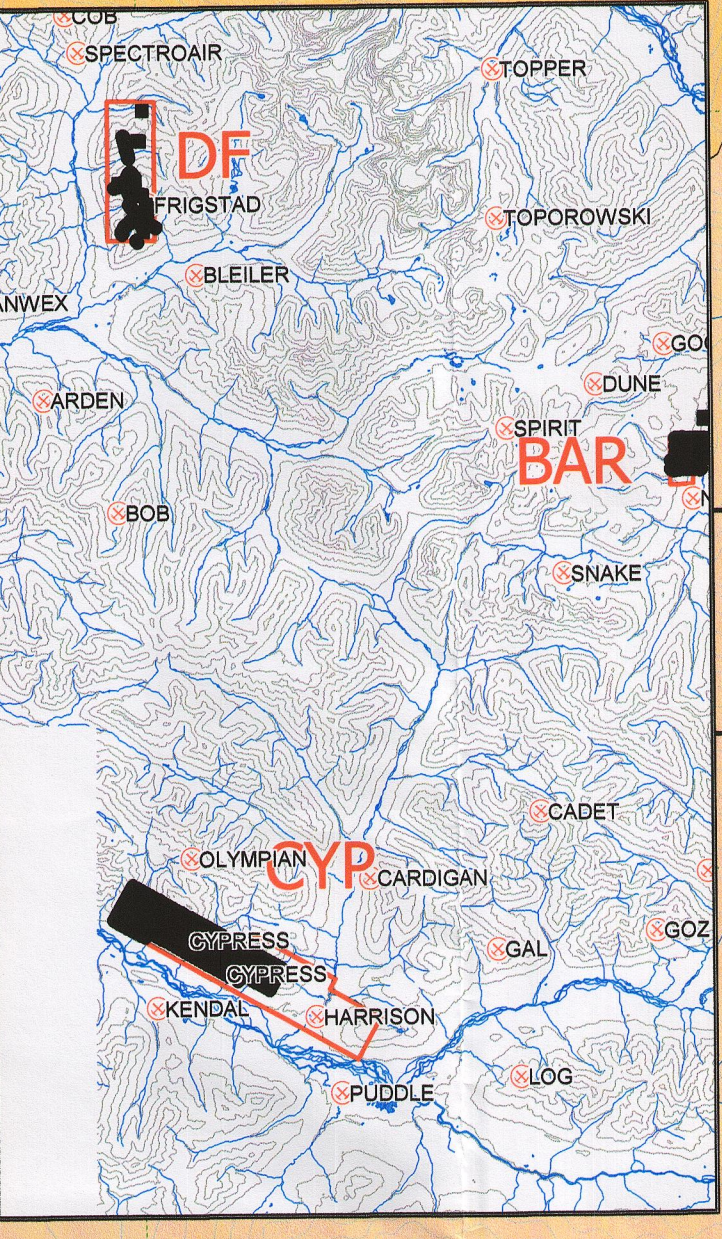 COB
SPECTROAIR
TOPPER
DF
FRIGSTAD
TOPOROWSKI
BLEILER
ANWEX
GO
DUNE
ARDEN
SPIRIT
BAR
N
BOB
SNAKE
CADET
OLYMPIAN
CYP
CARDIGAN
GOZ
CYPRESS
GAL
CYPRESS
KENDAL
HARRISON
LOG
PUDDLE